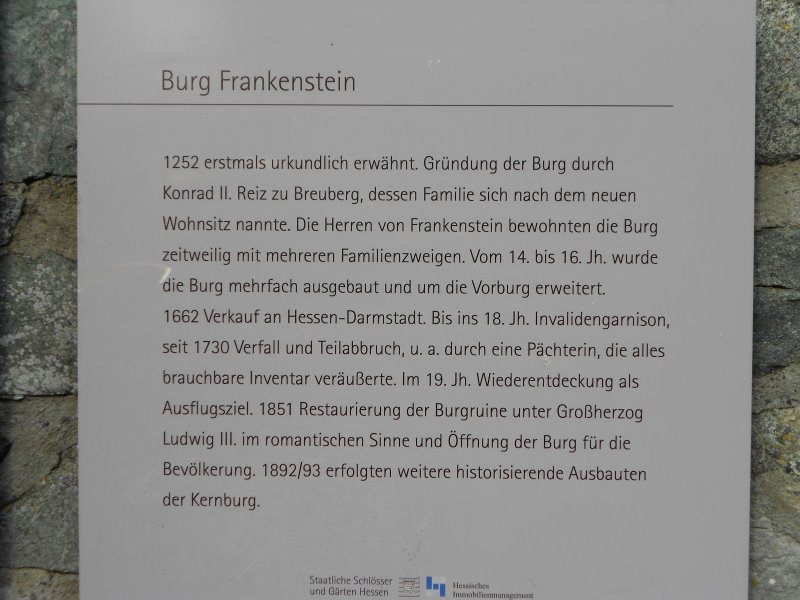 Burg Frankenstein
1252 erstmals urkundlich erwähnt. Gründung der Burg durch
Konrad II. Reiz zu Breuberg, dessen Familie sich nach dem neuen
Wohnsitz nannte. Die Herren von Frankenstein bewohnten die Burg
zeitweilig mit mehreren Familienzweigen. Vom 14. bis 16. Jh. wurde
die Burg mehrfach ausgebaut und um die Vorburg erweitert.
1662 Verkauf an Hessen-Darmstadt. Bis ins 18. Jh. Invalidengarnison,
seit 1730 Verfall und Teilabbruch, u. a. durch eine Pächterin, die alles
brauchbare Inventar veräußerte. Im 19. Jh. Wiederentdeckung als
Ausflugsziel. 1851 Restaurierung der Burgruine unter Großherzog
Ludwig III. im romantischen Sinne und Öffnung der Burg für die
Bevölkerung. 1892/93 erfolgten weitere historisierende Ausbauten
der Kernburg.
Staatliche Schlösser
und Gärten Hessen
Hessisches
Immobilienmanagement